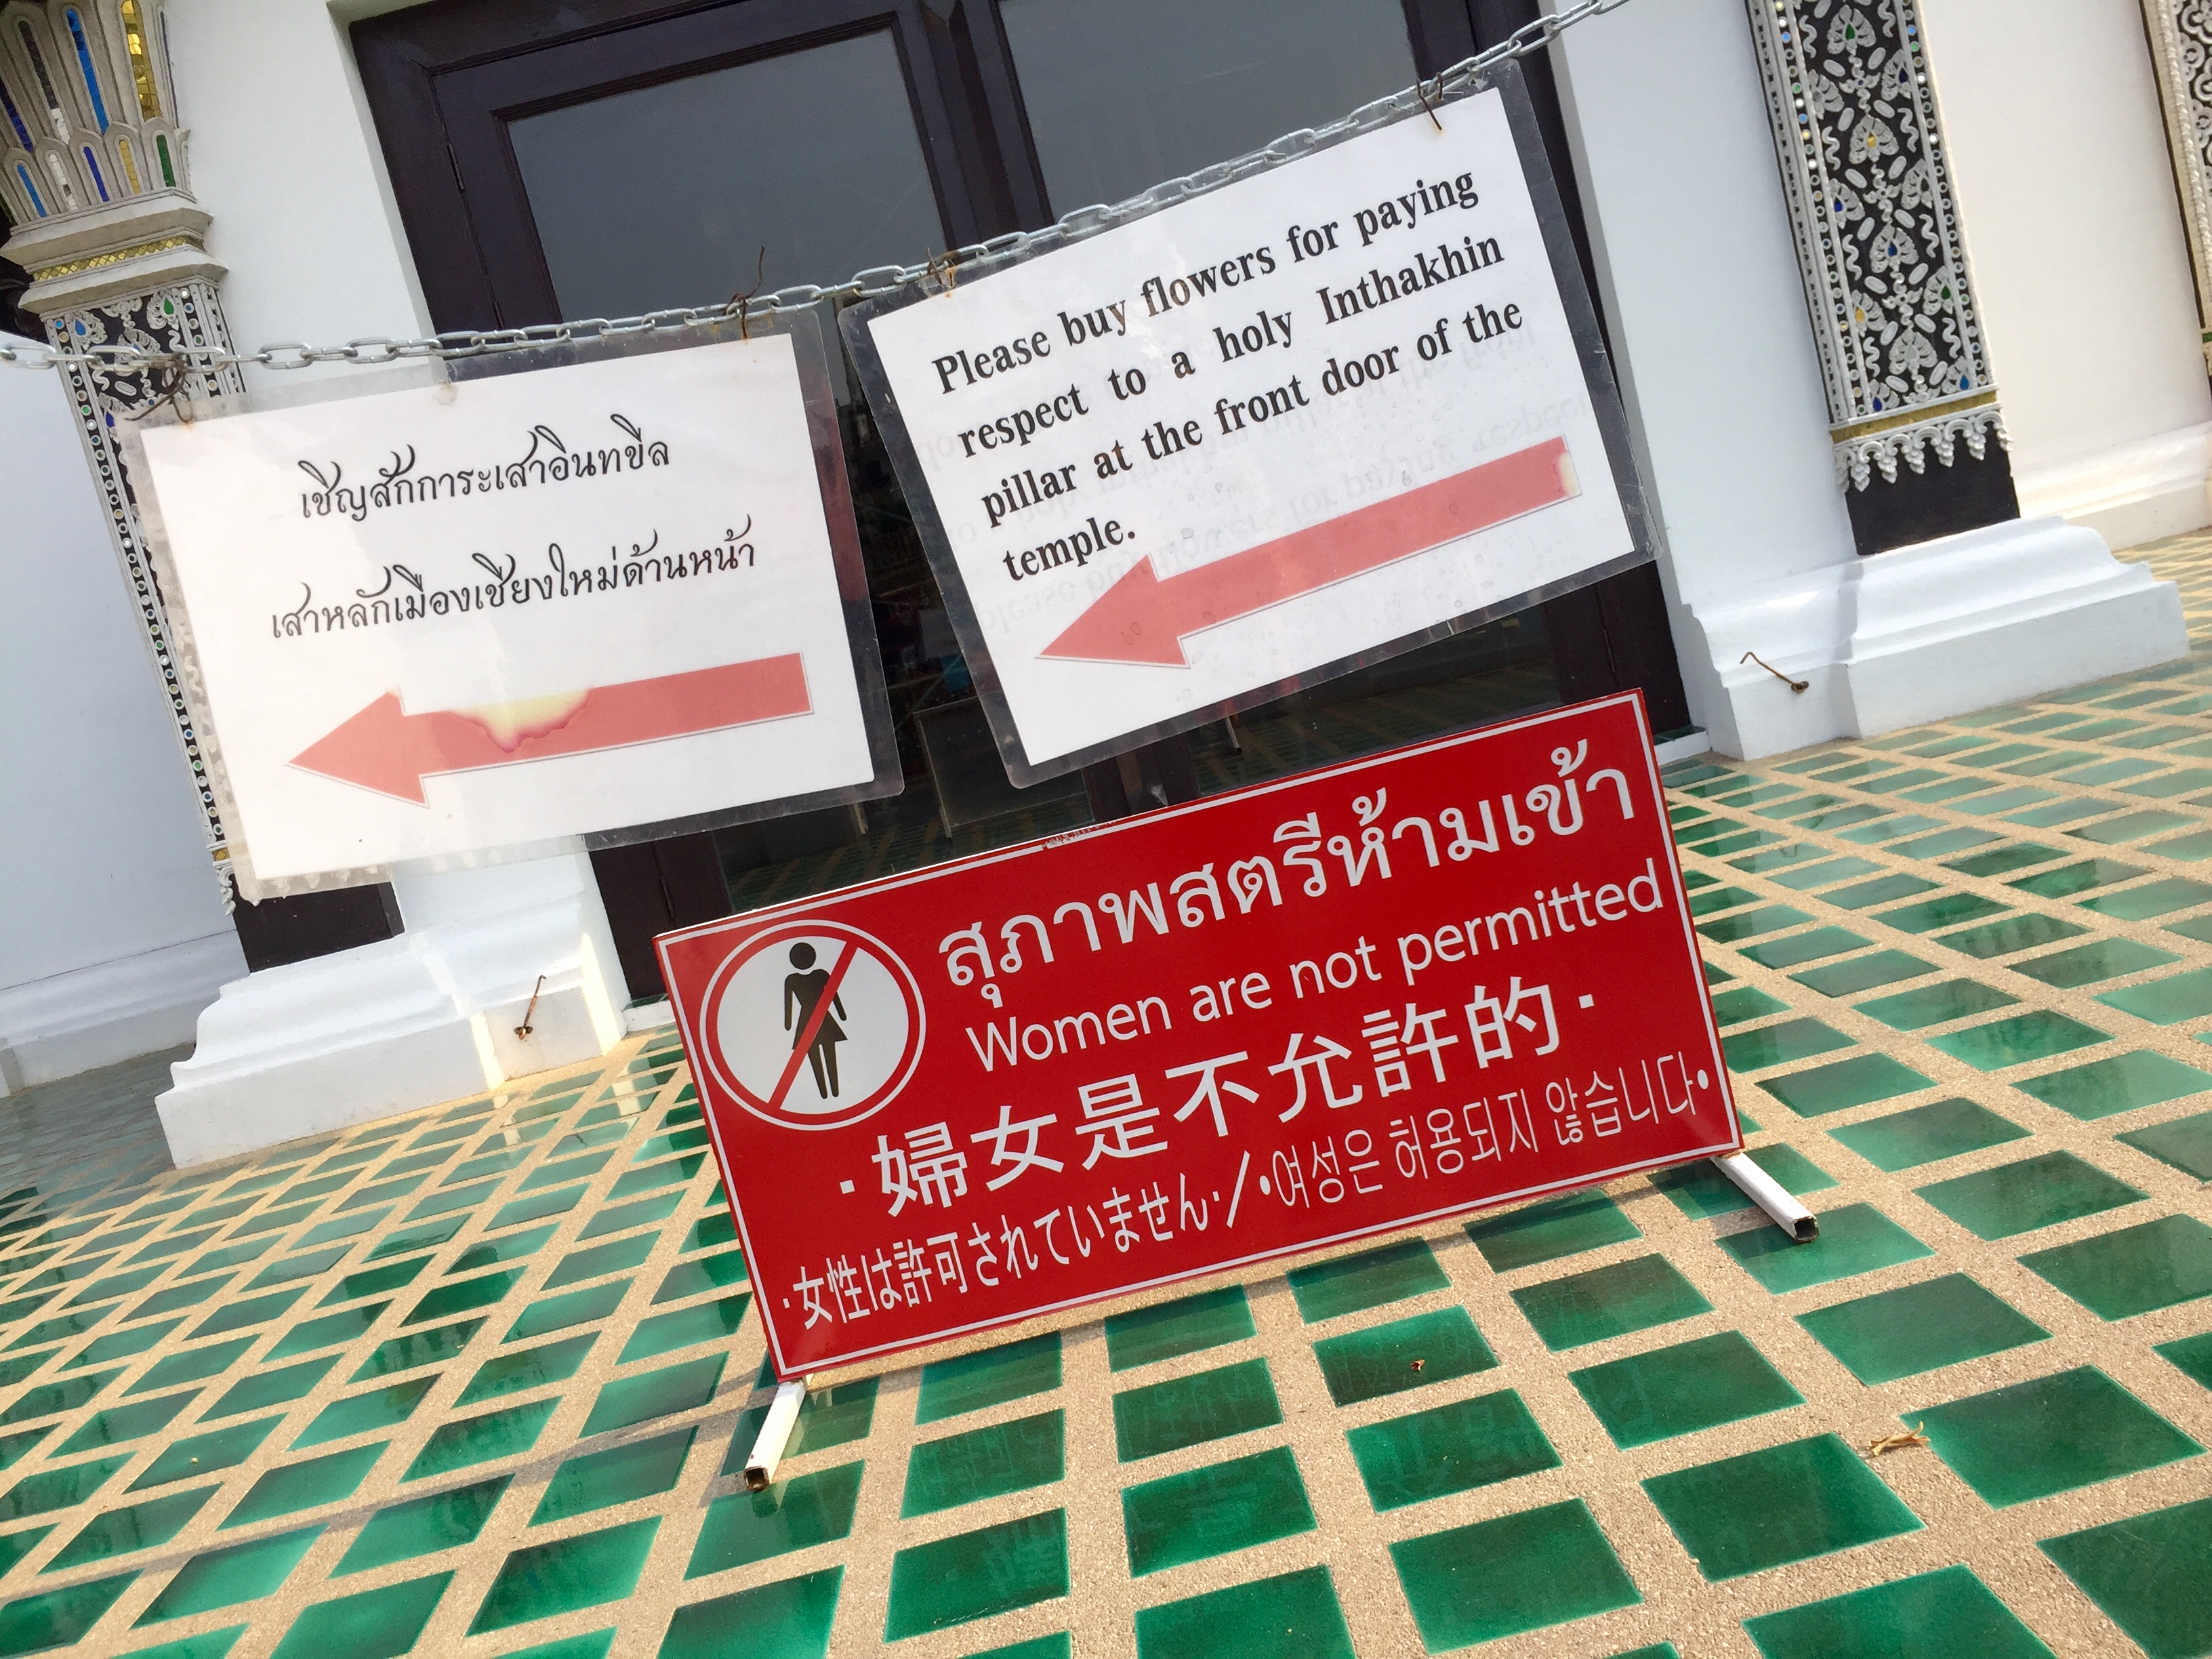 เชิญสักการะเสาอินทขีล
เสาหลักเมืองเชียงใหม่ด้านหน้า
Please buy flowers for paying
respect to a holy Inthakhin
pillar at the front door of the
temple.
สุภาพสตรีห้ามเข้า
Women are not permitted
·婦女是不允許的·
·女性は許可されていません·/•여성은 허용되지 않습니다•